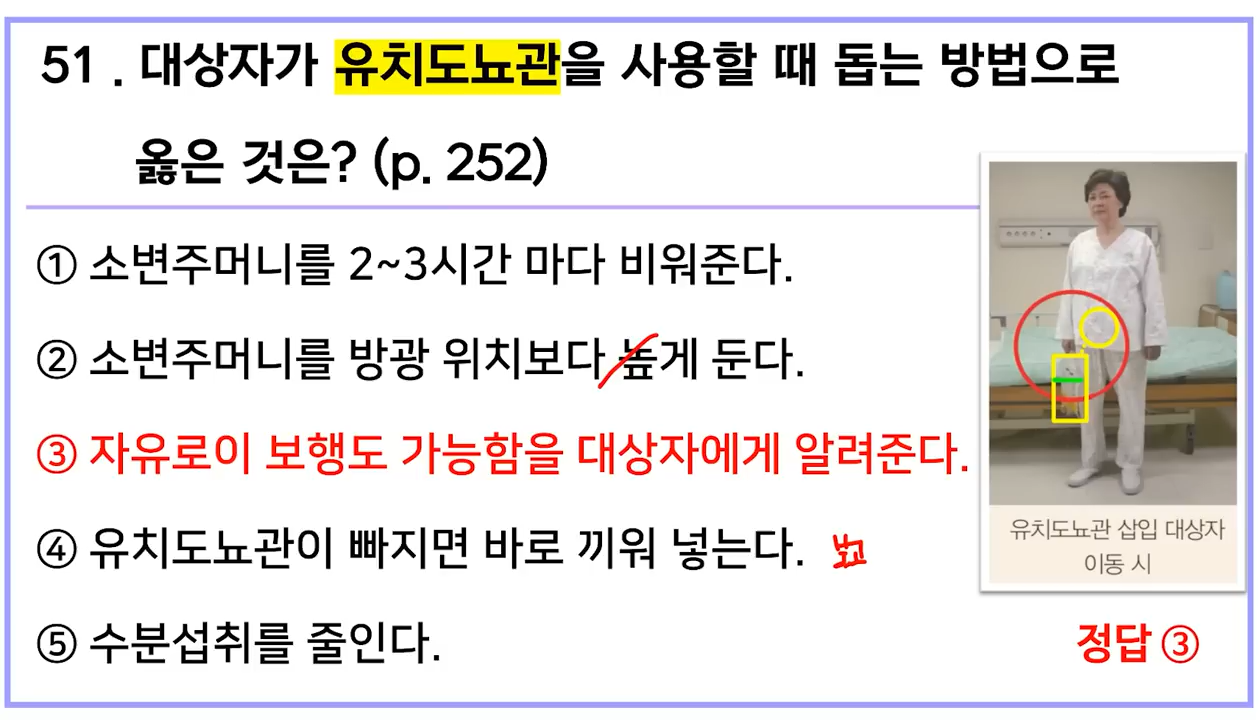 51. 대상자가 유치도뇨관을 사용할 때 돕는 방법으로
옳은 것은? (p. 252)
① 소변주머니를 2~3시간 마다 비워준다.
② 소변주머니를 방광 위치보다 높게 둔다.
③ 자유로이 보행도 가능함을 대상자에게 알려준다.
④ 유치도뇨관이 빠지면 바로 끼워 넣는다.
⑤ 수분섭취를 줄인다.
유치도뇨관 삽입 대상자
이동 시
정답 ③